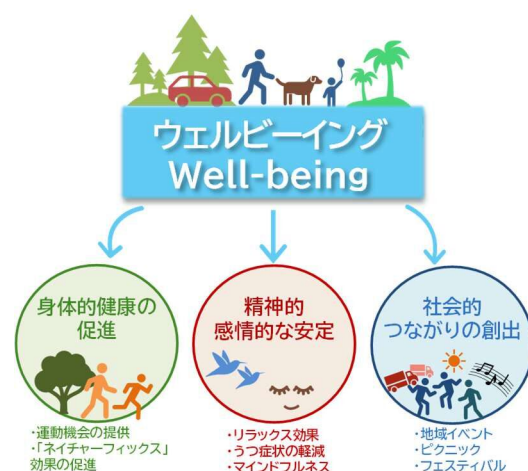 ウェルビーイング
Well-being
身体的健康の
促進
精神的
感情的な安定
社会的
つながりの創出
・運動機会の提供
・「ネイチャーフィックス」
効果の促進
・リラックス効果
・うつ症状の軽減
・マインドフルネス
・地域イベント
・ピクニック
・フェスティバル